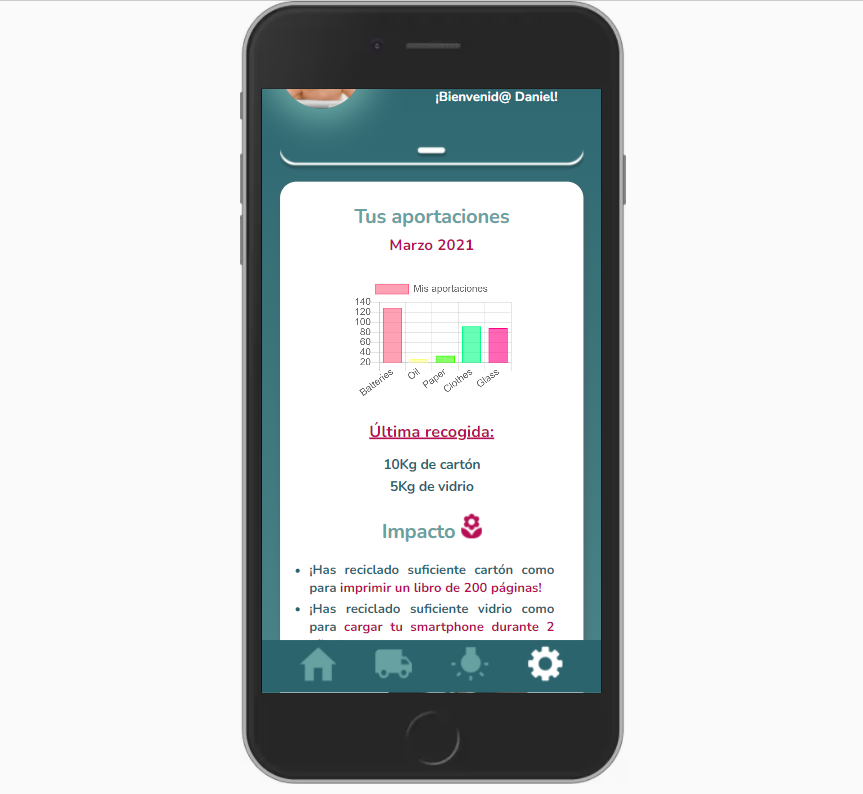 ¡Bienvenid@ Daniel!
Tus aportaciones
Marzo 2021
Mis aportaciones
140
120
100
80
60
40
20
Batteries
Oil
Paper
Clothes
Glass
Última recogida:
10Kg de cartón
5Kg de vidrio
Impacto
• ¡Has reciclado suficiente cartón como
para imprimir un libro de 200 páginas!
• ¡Has reciclado suficiente vidrio como
para cargar tu smartphone durante 2